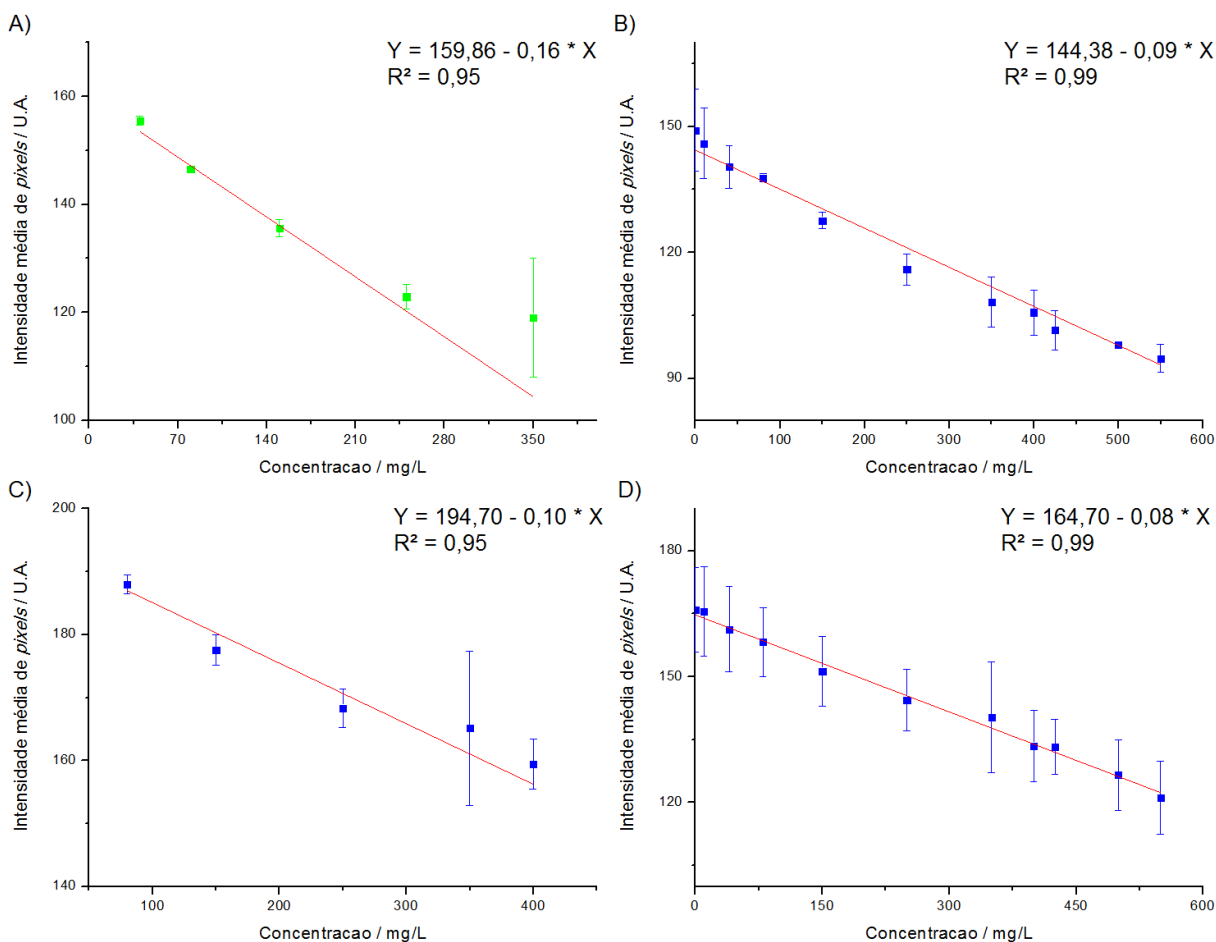 A)
Y = 159,86 - 0,16 * X
R² = 0,95
160
140
120
100
0 70 140 210 280 350
Intensidade média de pixels / U.A.
Concentracao / mg/L
B)
Y = 144,38 - 0,09 * X
R² = 0,99
150
120
90
0 100 200 300 400 500 600
Intensidade média de pixels / U.A.
Concentracao / mg/L
C)
Y = 194,70 - 0,10 * X
R² = 0,95
200
180
160
140
100 200 300 400
Intensidade média de pixels / U.A.
Concentracao / mg/L
D)
Y = 164,70 - 0,08 * X
R² = 0,99
180
150
120
0 150 300 450 600
Intensidade média de pixels / U.A.
Concentracao / mg/L